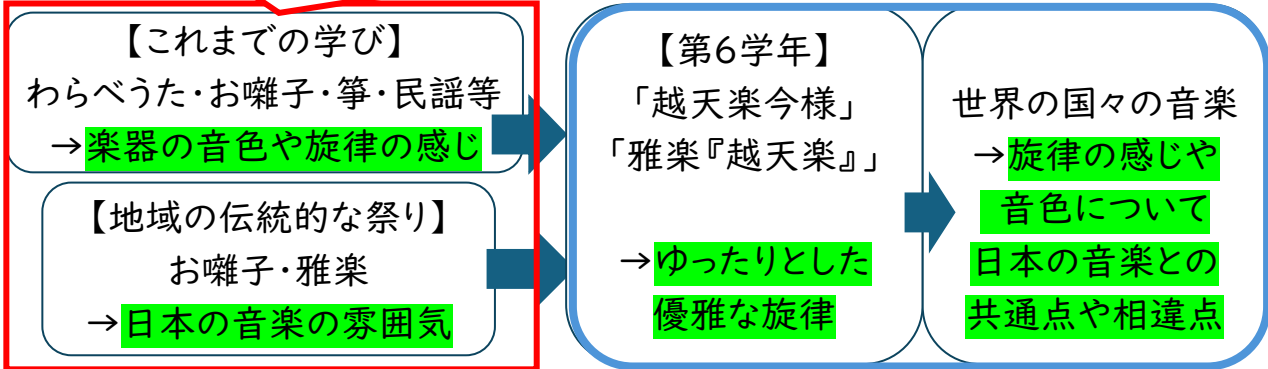 【これまでの学び】
わらべうた・お囃子・箏・民謡等
→楽器の音色や旋律の感じ
【地域の伝統的な祭り】
お囃子・雅楽
→日本の音楽の雰囲気
【第6学年】
「越天楽今様」
「雅楽『越天楽』」
→ゆったりとした
優雅な旋律
世界の国々の音楽
→旋律の感じや
音色について
日本の音楽との
共通点や相違点